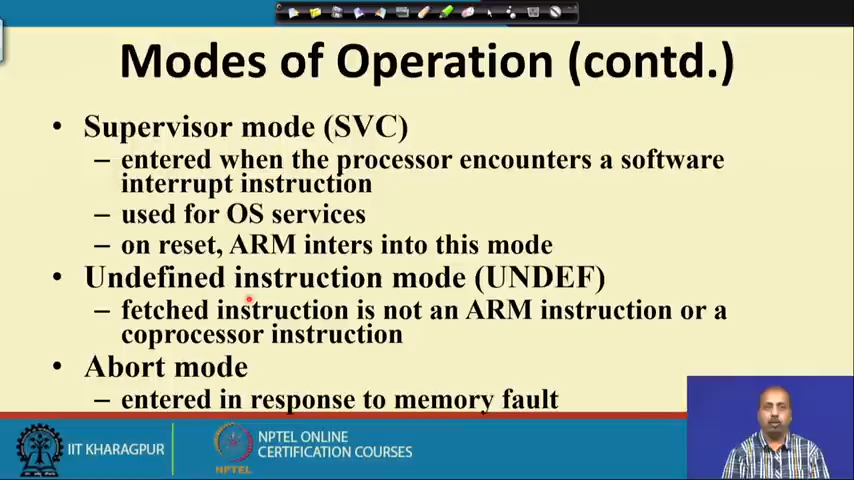 Modes of Operation (contd.)
• Supervisor mode (SVC)
– entered when the processor encounters a software
interrupt instruction
– used for OS services
– on reset, ARM inters into this mode
• Undefined instruction mode (UNDEF)
– fetched instruction is not an ARM instruction or a
coprocessor instruction
• Abort mode
– entered in response to memory fault
IIT KHARAGPUR
NPTEL
NPTEL ONLINE
CERTIFICATION COURSES